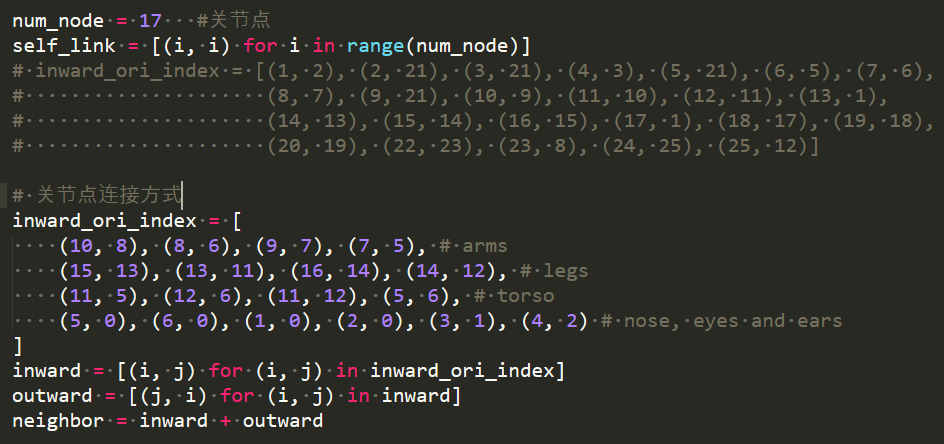 num_node = 17   #关节点
self_link = [(i, i) for i in range(num_node)]
# inward_ori_index = [(1, 2), (2, 21), (3, 21), (4, 3), (5, 21), (6, 5), (7, 6),
#                     (8, 7), (9, 21), (10, 9), (11, 10), (12, 11), (13, 1),
#                     (14, 13), (15, 14), (16, 15), (17, 1), (18, 17), (19, 18),
#                     (20, 19), (22, 23), (23, 8), (24, 25), (25, 12)]
# 关节点连接方式
inward_ori_index = [
    (10, 8), (8, 6), (9, 7), (7, 5), # arms
    (15, 13), (13, 11), (16, 14), (14, 12), # legs
    (11, 5), (12, 6), (11, 12), (5, 6), # torso
    (5, 0), (6, 0), (1, 0), (2, 0), (3, 1), (4, 2) # nose, eyes and ears
]
inward = [(i, j) for (i, j) in inward_ori_index]
outward = [(j, i) for (i, j) in inward]
neighbor = inward + outward